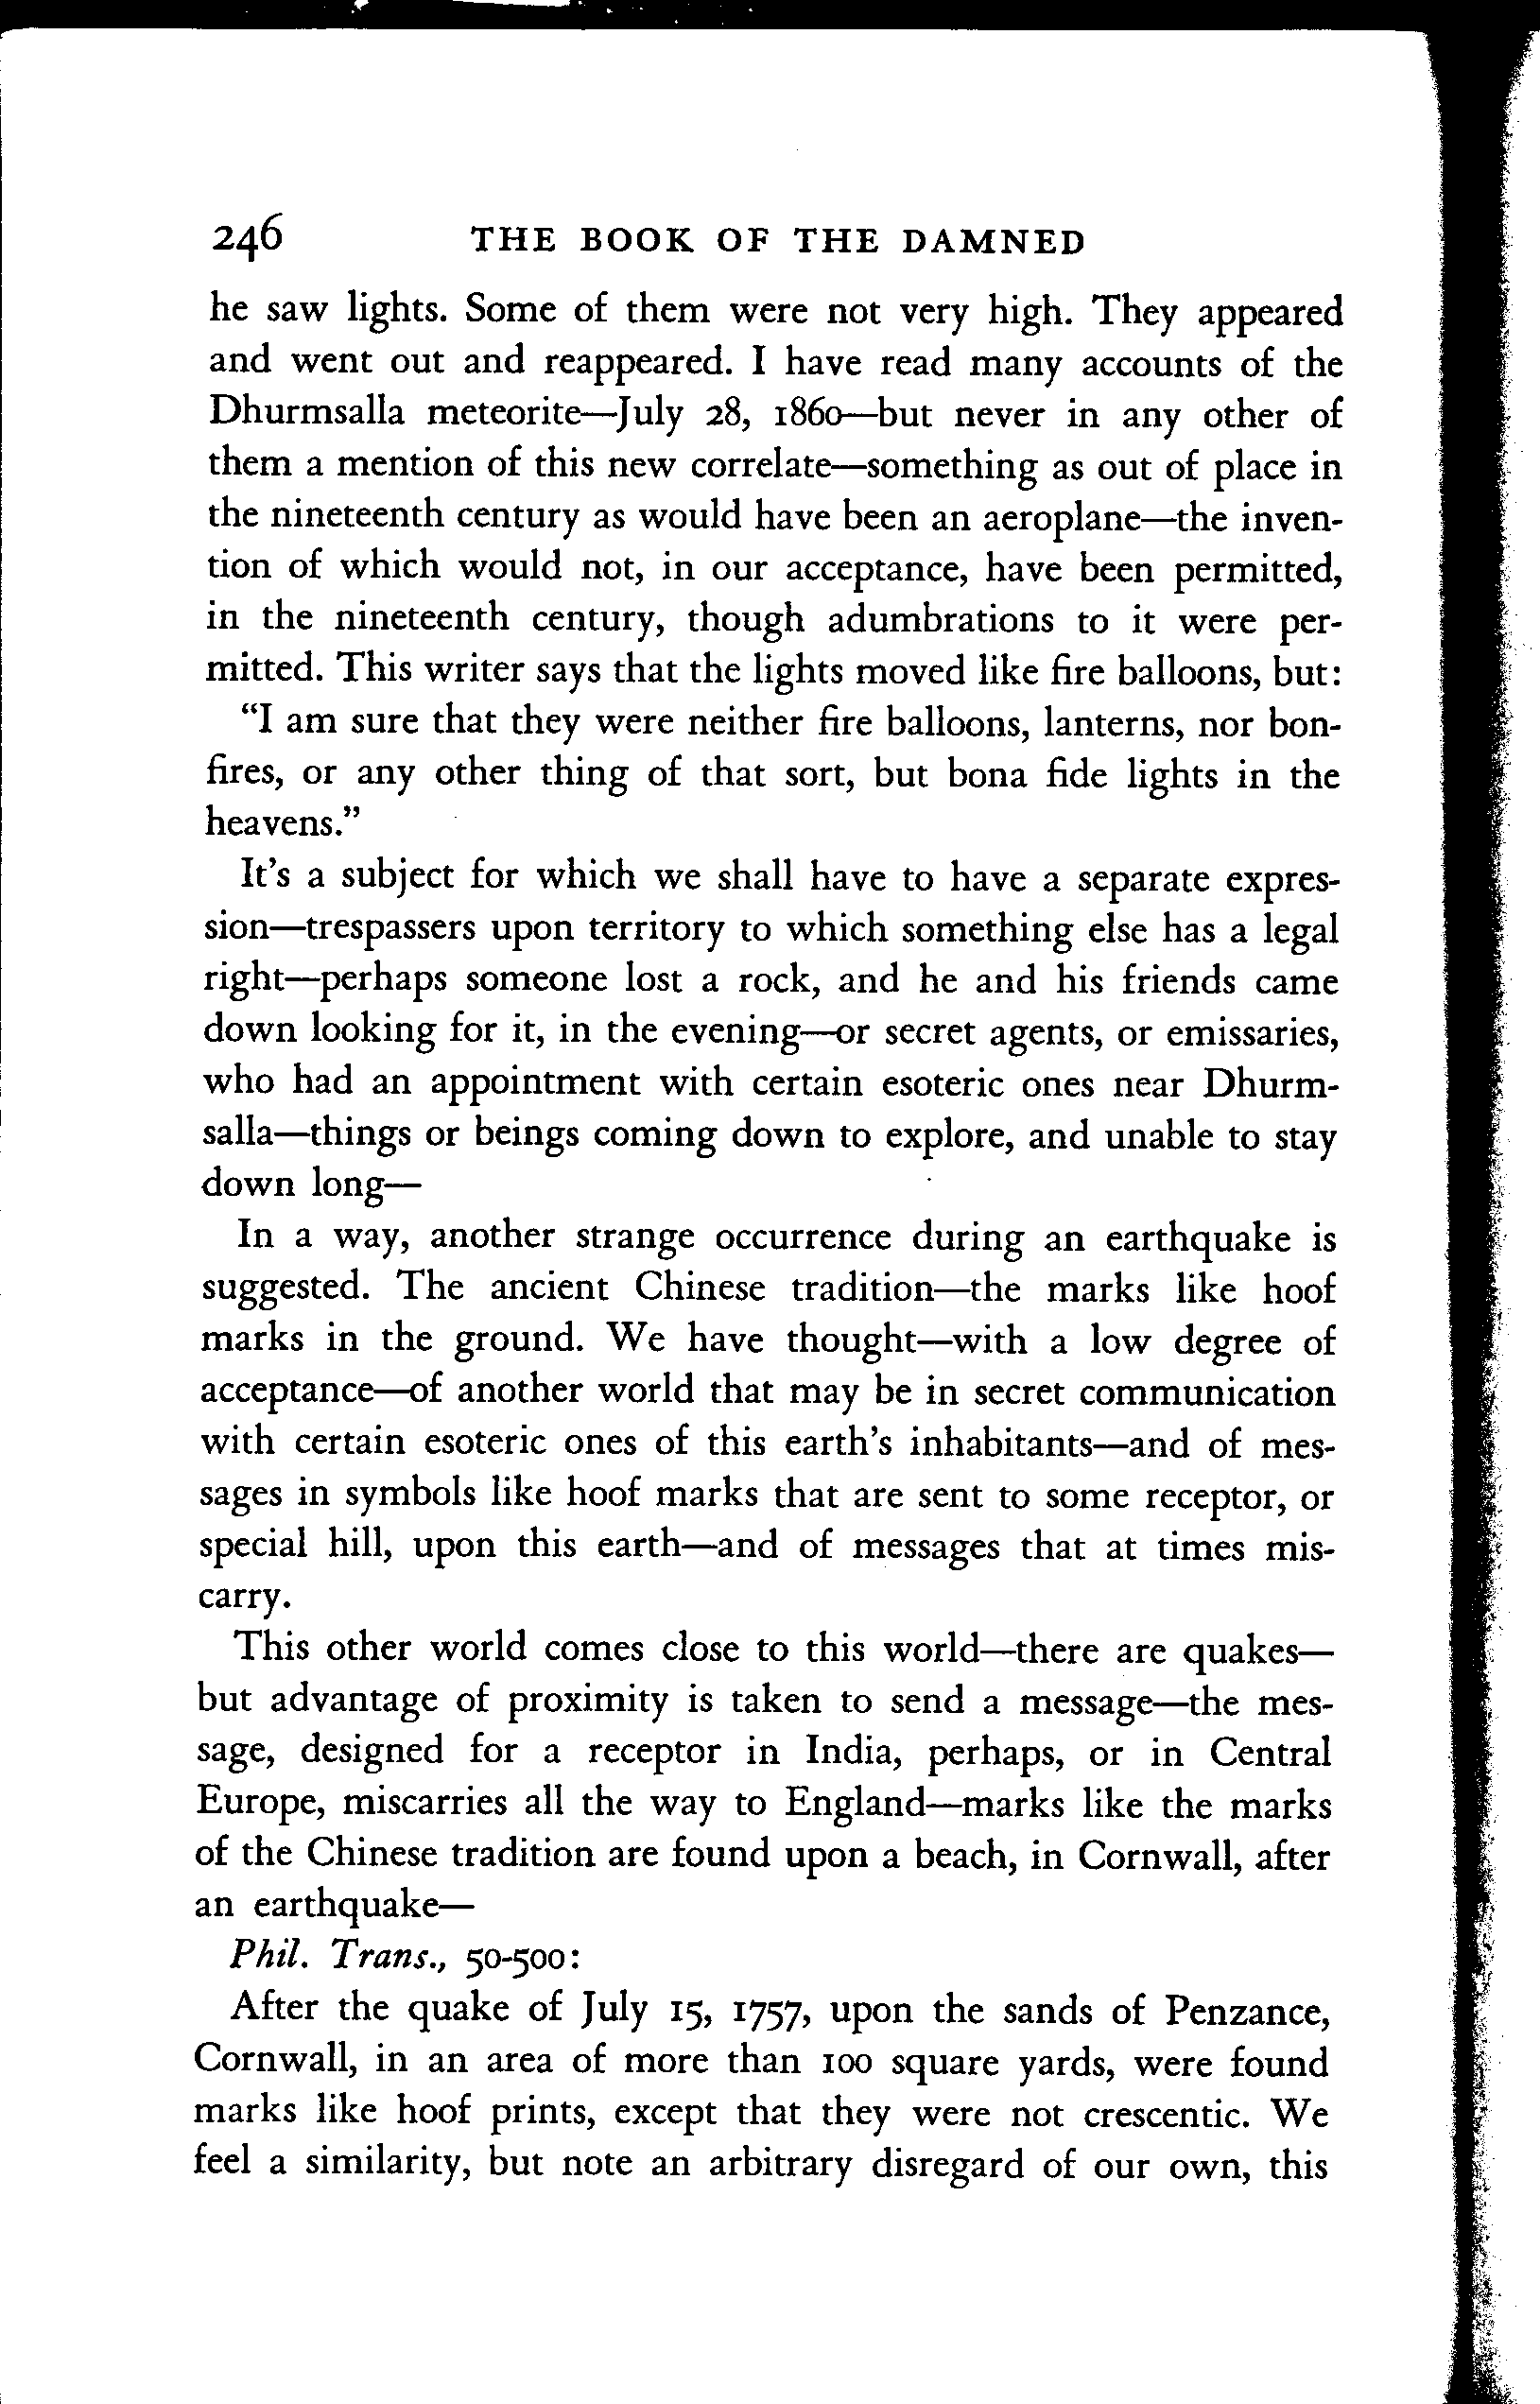 246 THE BOOK OF THE DAMNED
he saw lights. Some of them were not very high. They appeared
and went out and reappeared. I have read many accounts of the
Dhurmsalla meteorite—July 28, 1860—but never in any other of
them a mention of this new correlate—something as out of place in
the nineteenth century as would have been an aeroplane—the inven-
tion of which would not, in our acceptance, have been permitted,
in the nineteenth century, though adumbrations to it were per-
mitted. This writer says that the lights moved like fire balloons, but:
"I am sure that they were neither fire balloons, lanterns, nor bon-
fires, or any other thing of that sort, but bona fide lights in the
heavens."
It's a subject for which we shall have to have a separate expres-
sion—trespassers upon territory to which something else has a legal
right—perhaps someone lost a rock, and he and his friends came
down looking for it, in the evening—or secret agents, or emissaries,
who had an appointment with certain esoteric ones near Dhurm-
salla—things or beings coming down to explore, and unable to stay
down long—
In a way, another strange occurrence during an earthquake is
suggested. The ancient Chinese tradition—the marks like hoof
marks in the ground. We have thought—with a low degree of
acceptance—of another world that may be in secret communication
with certain esoteric ones of this earth's inhabitants—and of mes-
sages in symbols like hoof marks that are sent to some receptor, or
special hill, upon this earth—and of messages that at times mis-
carry.
This other world comes close to this world—there are quakes—
but advantage of proximity is taken to send a message—the mes-
sage, designed for a receptor in India, perhaps, or in Central
Europe, miscarries all the way to England—marks like the marks
of the Chinese tradition are found upon a beach, in Cornwall, after
an earthquake—
Phil. Trans., 50-500:
After the quake of July 15, 1757, upon the sands of Penzance,
Cornwall, in an area of more than 100 square yards, were found
marks like hoof prints, except that they were not crescentic. We
feel a similarity, but note an arbitrary disregard of our own, this